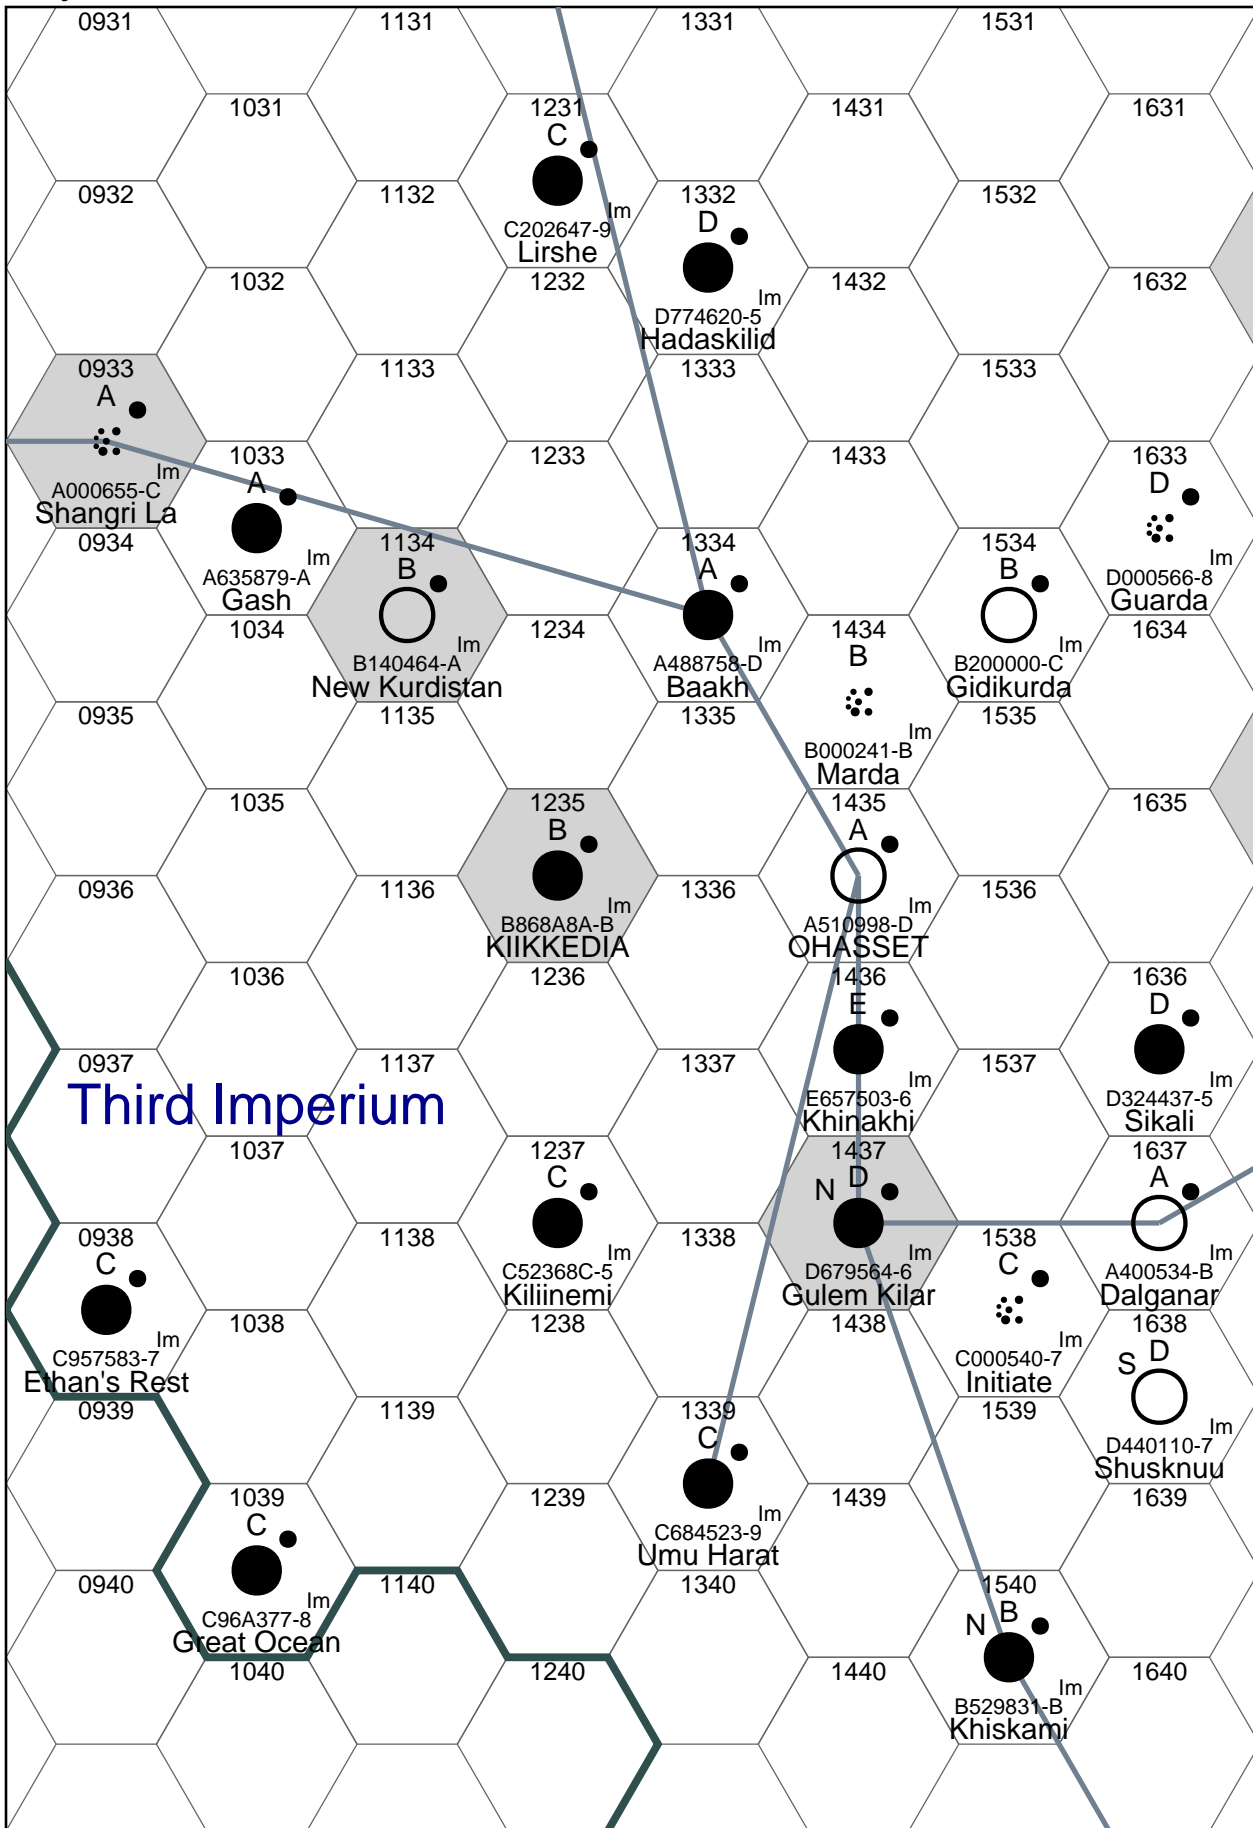 0931
1131
1331
1531
1031
1231
C
1431
1631
Im
C202647-9
Lirshe
0932
1132
1332
D
1532
Im
D774620-5
Hadaskilid
1032
1232
1432
1632
0933
A
Im
A000655-C
Shangri La
1133
1333
1533
1033
A
Im
A635879-A
Gash
1233
1433
1633
D
Im
D000566-8
Guarda
0934
1134
B
Im
B140464-A
New Kurdistan
1334
A
Im
A488758-D
Baakh
1534
B
Im
B200000-C
Gidikurda
1034
1234
1434
B
Im
B000241-B
Marda
1634
0935
1135
1335
1535
1035
1235
B
Im
B868A8A-B
KIIKKEDIA
1435
A
Im
A510998-D
OHASSET
1635
0936
1136
1336
1536
1036
1236
1436
E
Im
E657503-6
Khinakhi
1636
D
Im
D324437-5
Sikali
0937
1137
1337
1537
Third Imperium
1037
1237
C
Im
C52368C-5
Kiliinemi
1437
N D
Im
D679564-6
Gulem Kilar
1637
A
Im
A400534-B
Dalganar
0938
C
Im
C957583-7
Ethan's Rest
1138
1338
1538
C
Im
C000540-7
Initiate
1038
1238
1438
1638
S D
Im
D440110-7
Shusknuu
0939
1139
1339
C
Im
C684523-9
Umu Harat
1539
1039
C
Im
C96A377-8
Great Ocean
1239
1439
1639
0940
1140
1340
1540
N B
Im
B529831-B
Khiskami
1040
1240
1440
1640